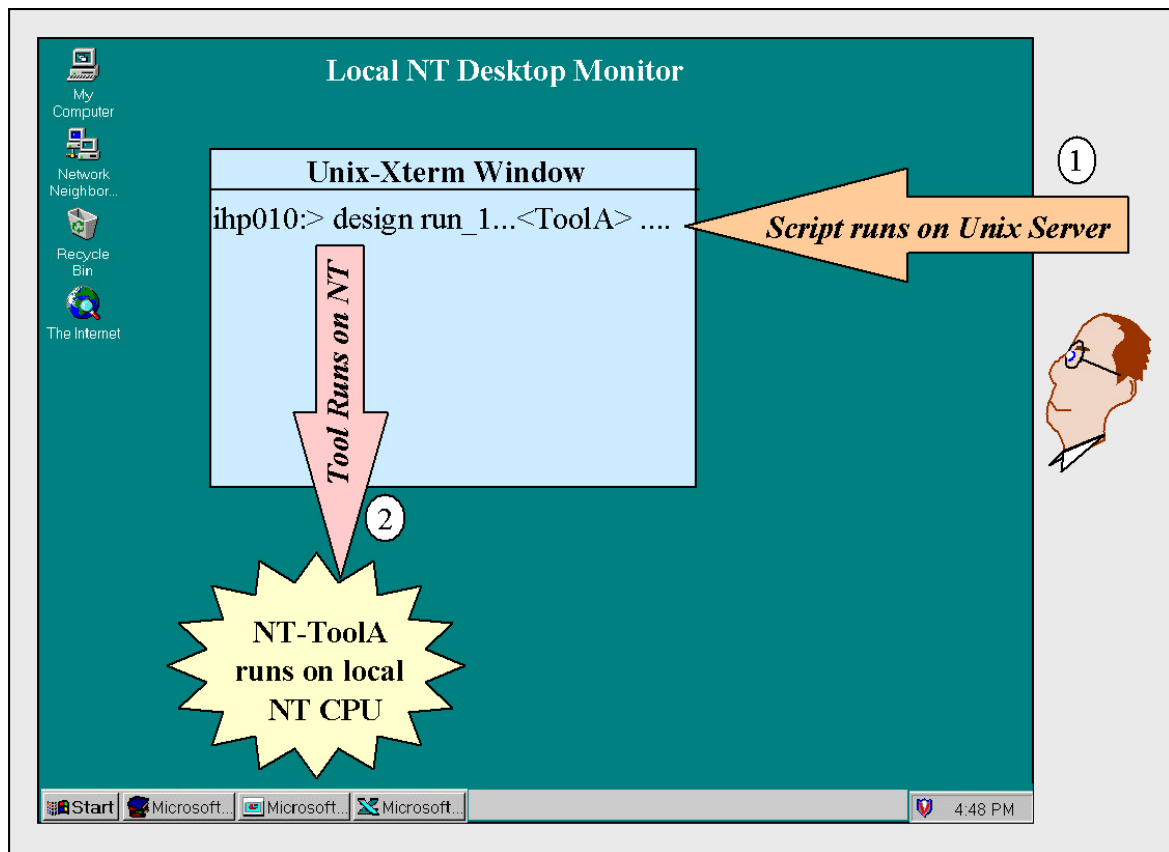 Local NT Desktop Monitor
My
Computer
Network
Neighbor...
Recycle
Bin
The Internet
Unix-Xterm Window
ihp010:> design run_1...<ToolA> ....
1
Script runs on Unix Server
Tool Runs on NT
2
NT-ToolA
runs on local
NT CPU
Start
Microsoft...
Microsoft...
Microsoft...
4:48 PM